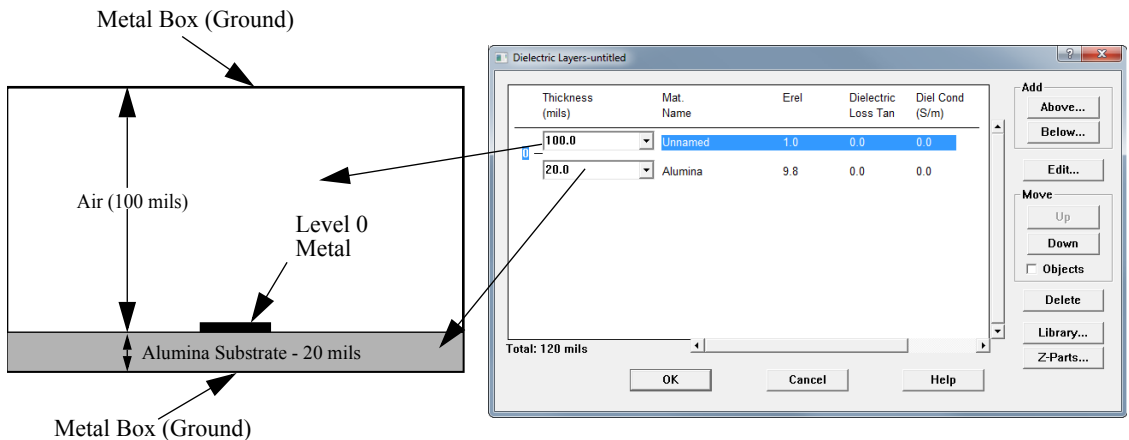 Metal Box (Ground)
Air (100 mils)
Level 0
Metal
Alumina Substrate - 20 mils
Metal Box (Ground)
Dielectric Layers-untitled
?
Thickness
(mils)
Mat.
Name
Erel
Dielectric
Loss Tan
Diel Cond
(S/m)
100.0 Unnamed 1.0 0.0 0.0
0
20.0 Alumina 9.8 0.0 0.0
Total: 120 mils
OK Cancel Help
Add
Above...
Below...
Edit...
Move
Up
Down
Objects
Delete
Library...
Z-Parts...